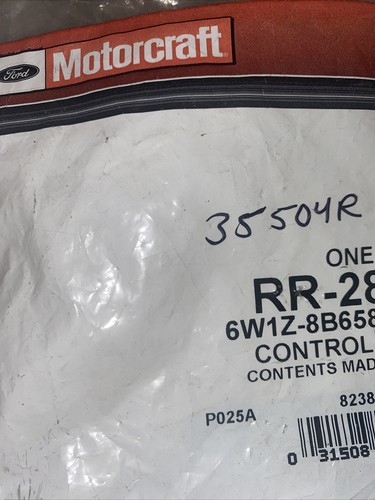 Ford
Motorcraft
35504R
ONE
RR-28
6W1Z-8B658
CONTROL
CONTENTS MAD
8238
P025A
0 31508